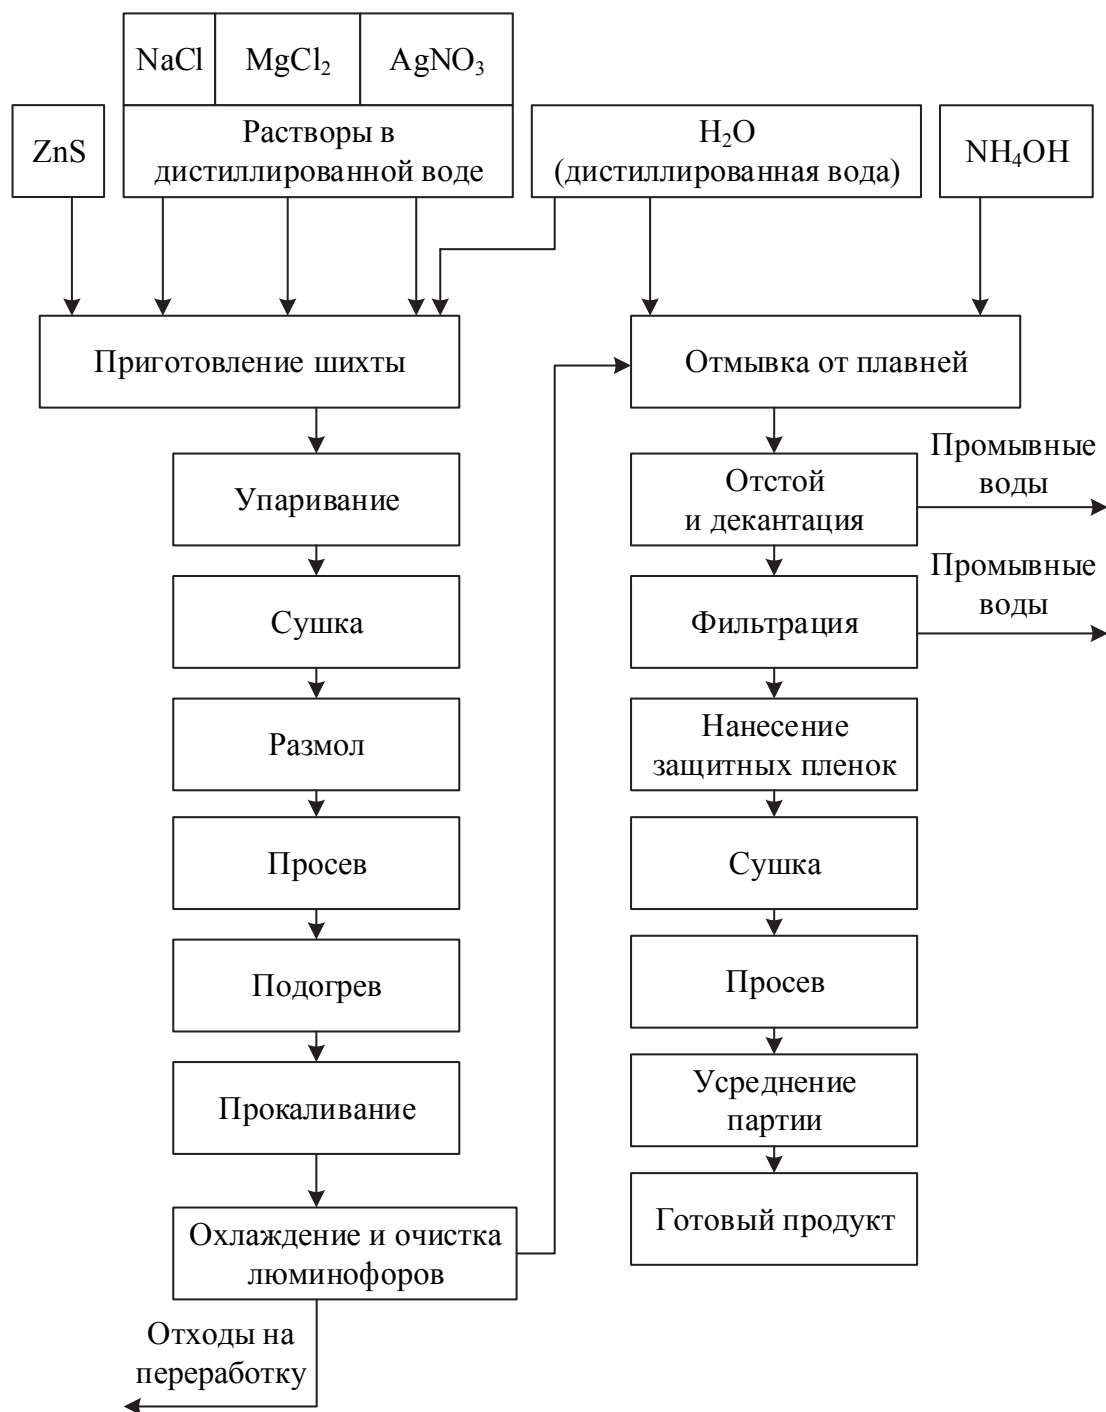 NaCl
MgCl₂
AgNO₃
ZnS
Растворы в
дистиллированной воде
H₂O
(дистиллированная вода)
NH₄OH
Приготовление шихты
Упаривание
Сушка
Размол
Просев
Подогрев
Прокаливание
Охлаждение и очистка
люминофоров
Отходы на
переработку
Отмывка от плавней
Отстой
и декантация
Промывные
воды
Фильтрация
Промывные
воды
Нанесение
защитных пленок
Сушка
Просев
Усреднение
партии
Готовый продукт